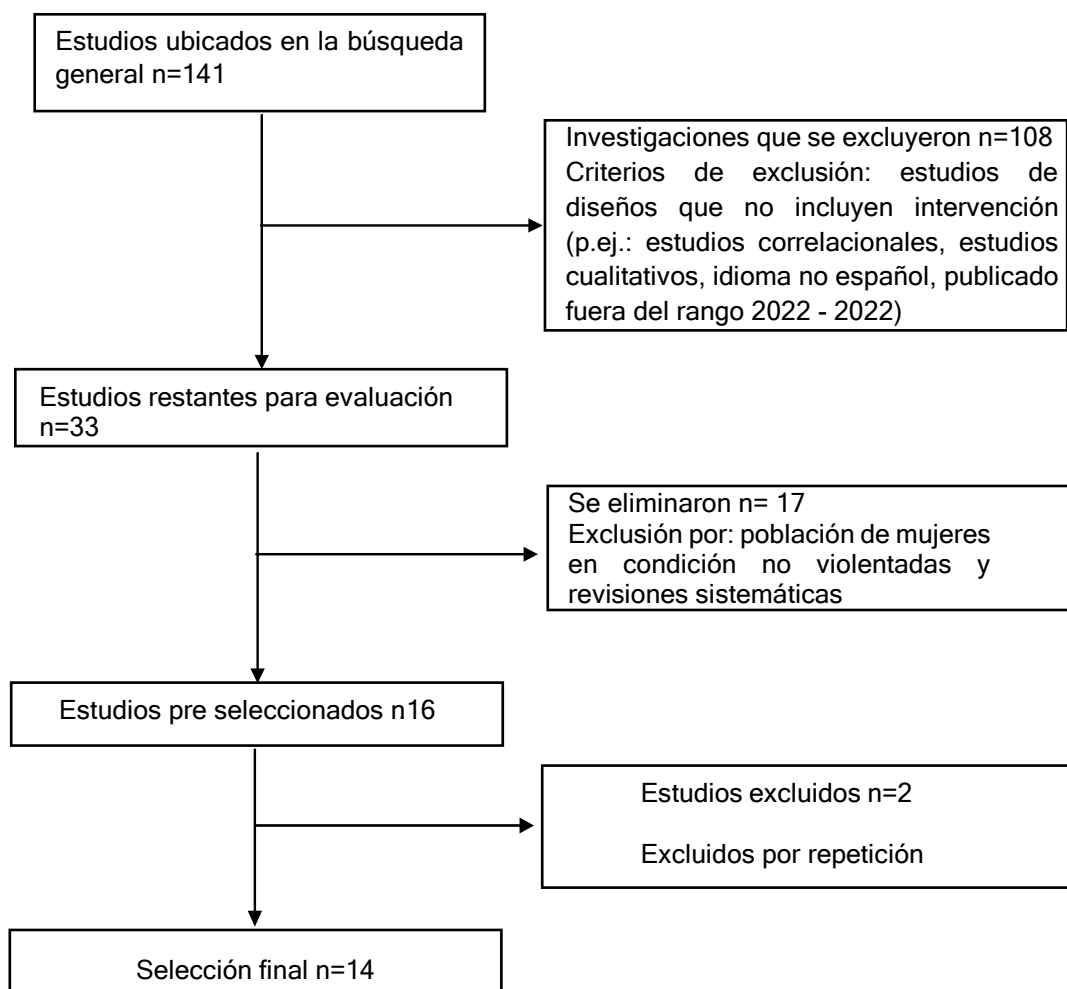 Estudios ubicados en la búsqueda
general n=141
Investigaciones que se excluyeron n=108
Criterios de exclusión: estudios de
diseños que no incluyen intervención
(p.ej.: estudios correlacionales, estudios
cualitativos, idioma no español, publicado
fuera del rango 2022 - 2022)
Estudios restantes para evaluación
n=33
Se eliminaron n= 17
Exclusión por: población de mujeres
en condición no violentadas y
revisiones sistemáticas
Estudios pre seleccionados n16
Estudios excluidos n=2
Excluidos por repetición
Selección final n=14